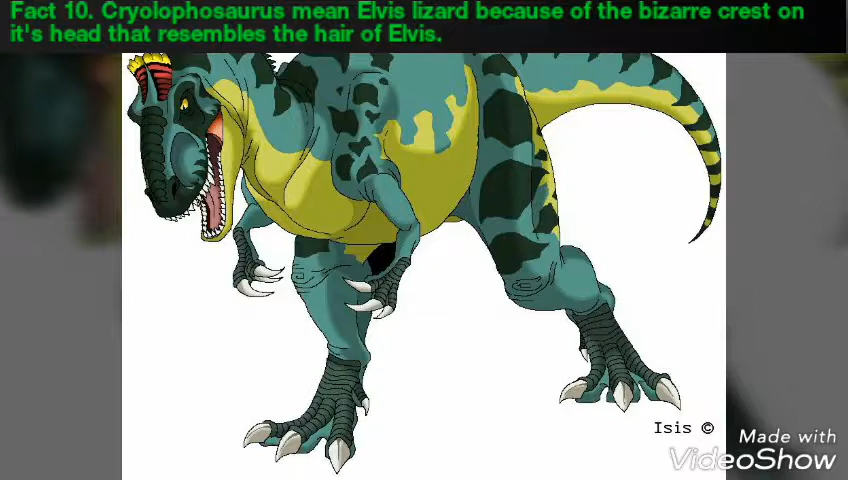 Fact 10. Cryolophosaurus mean Elvis lizard because of the bizarre crest on
it's head that resembles the hair of Elvis.
Isis ©
Made with
VideoShow